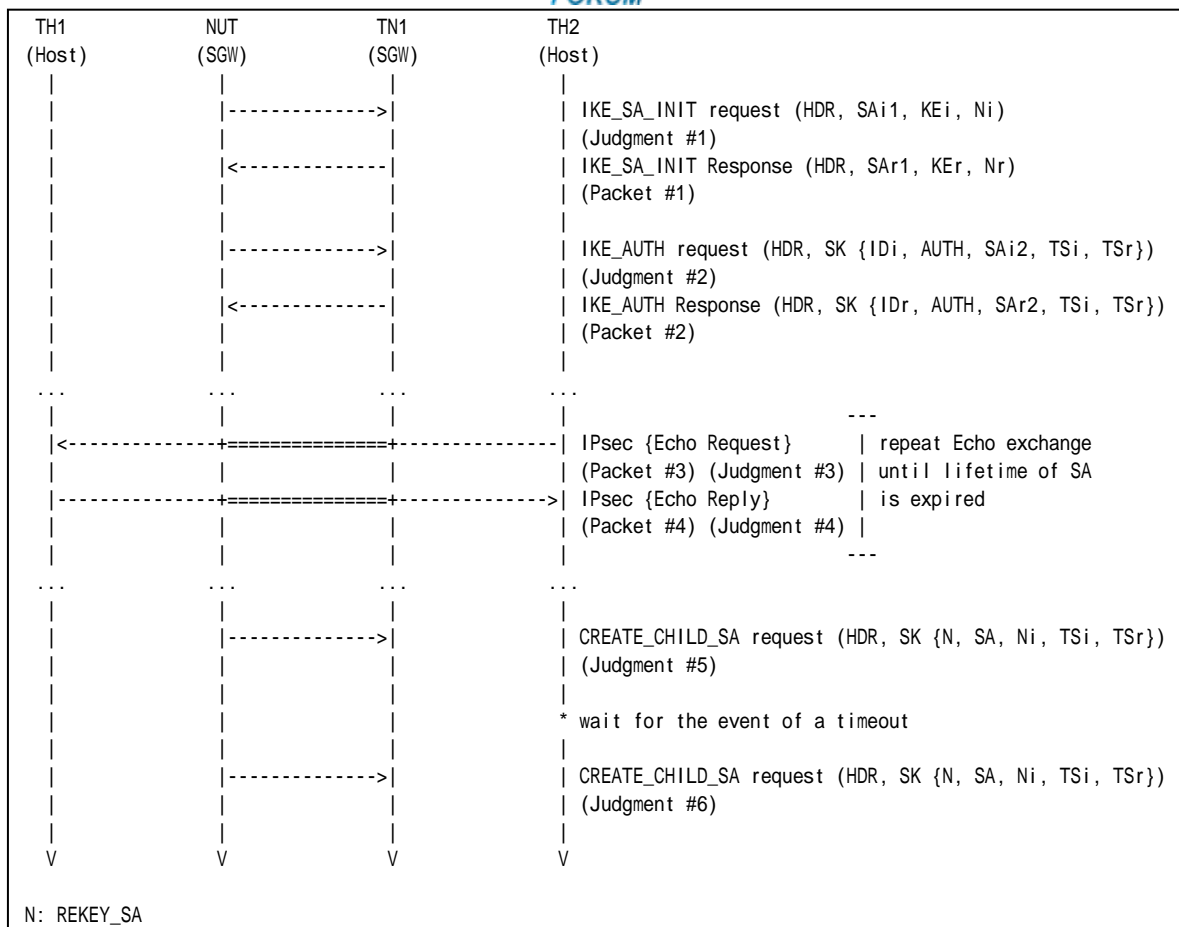 FORUM
TH1 NUT TN1 TH2
(Host) (SGW) (SGW) (Host)
| | | |
| |-------------->| | IKE_SA_INIT request (HDR, SAi1, KEi, Ni)
| | | | (Judgment #1)
| |<--------------| | IKE_SA_INIT Response (HDR, SAr1, KEr, Nr)
| | | | (Packet #1)
| | | |
| |-------------->| | IKE_AUTH request (HDR, SK {IDi, AUTH, SAi2, TSi, TSr})
| | | | (Judgment #2)
| |<--------------| | IKE_AUTH Response (HDR, SK {IDr, AUTH, SAr2, TSi, TSr})
| | | | (Packet #2)
| | | |
... ... ... ...
| | | | ---
|<---------------+===============+---------------| IPsec {Echo Request} | repeat Echo exchange
| | | | (Packet #3) (Judgment #3) | until lifetime of SA
|---------------+===============+-------------->| IPsec {Echo Reply} | is expired
| | | | (Packet #4) (Judgment #4) |
| | | | ---
... ... ... ...
| | | |
| |-------------->| | CREATE_CHILD_SA request (HDR, SK {N, SA, Ni, TSi, TSr})
| | | | (Judgment #5)
| | | |
| | | * wait for the event of a timeout
| | | |
| |-------------->| | CREATE_CHILD_SA request (HDR, SK {N, SA, Ni, TSi, TSr})
| | | | (Judgment #6)
| | | |
V V V V
N: REKEY_SA